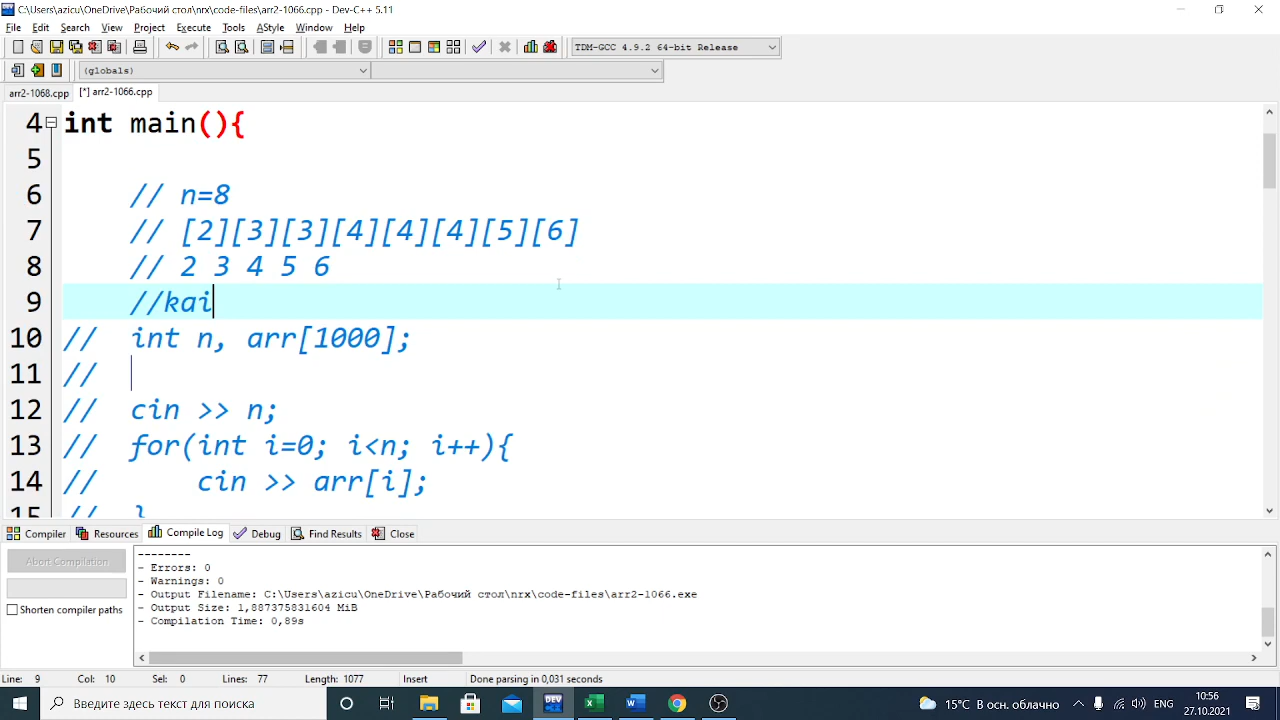 C:\Users\azicu\OneDrive\Рабочий стол\nrx\code-files\arr2-1066.cpp - Dev-C++ 5.11
File Edit Search View Project Execute Tools AStyle Window Help
TDM-GCC 4.9.2 64-bit Release
(globals)
arr2-1068.cpp [*] arr2-1066.cpp
4 int main(){
5
6 // n=8
7 // [2][3][3][4][4][4][5][6]
8 // 2 3 4 5 6
9 //kai
10 // int n, arr[1000];
11 //
12 // cin >> n;
13 // for(int i=0; i<n; i++){
14 // cin >> arr[i];
15 // }
Compiler Resources Compile Log Debug Find Results Close
Abort Compilation
Shorten compiler paths
--------
- Errors: 0
- Warnings: 0
- Output Filename: C:\Users\azicu\OneDrive\Рабочий стол\nrx\code-files\arr2-1066.exe
- Output Size: 1,887375831604 MiB
- Compilation Time: 0,89s
Line: 9 Col: 10 Sel: 0 Lines: 77 Length: 1077 Insert Done parsing in 0,031 seconds
Введите здесь текст для поиска
DEV
15°C В осн. облачно
ENG
10:56
27.10.2021